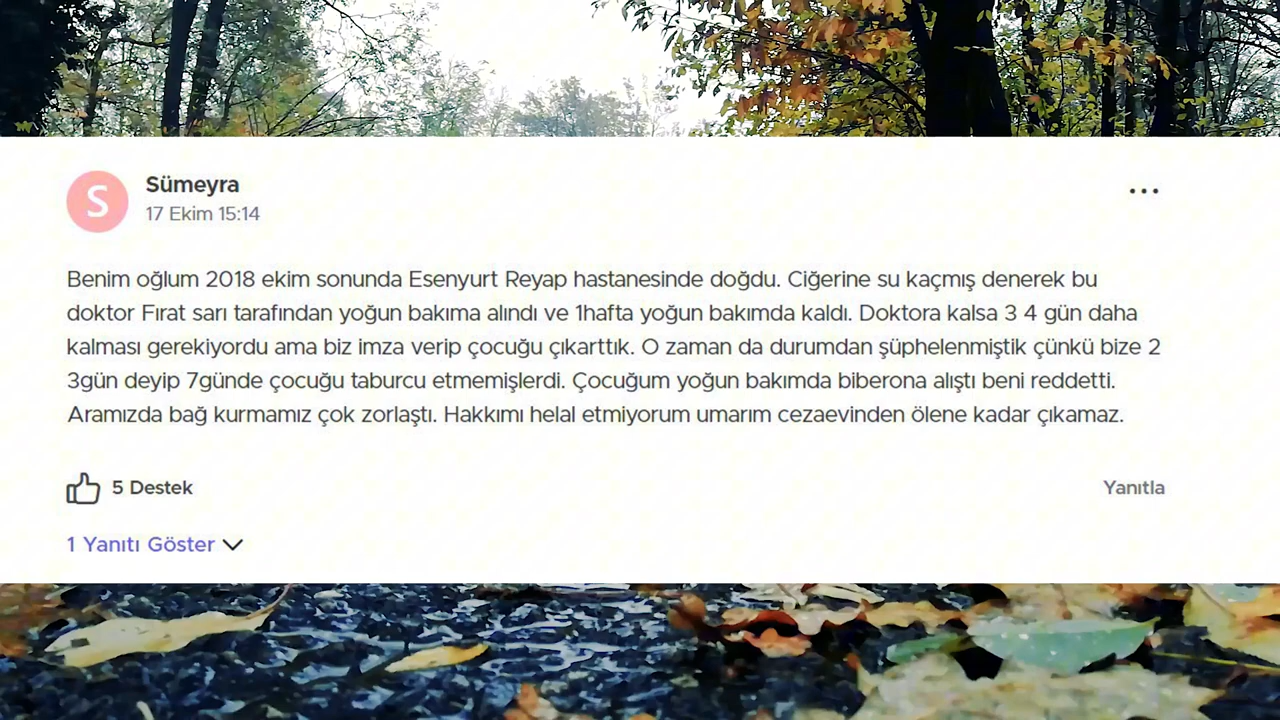 S
Sümeyra
17 Ekim 15:14
Benim oğlum 2018 ekim sonunda Esenyurt Reyap hastanesinde doğdu. Ciğerine su kaçmış denerek bu
doktor Fırat sarı tarafından yoğun bakıma alındı ve 1hafta yoğun bakımda kaldı. Doktora kalsa 3 4 gün daha
kalması gerekiyordu ama biz imza verip çocuğu çıkarttık. O zaman da durumdan şüphelenmiştik çünkü bize 2
3gün deyip 7günde çocuğu taburcu etmemişlerdi. Çocuğum yoğun bakımda biberona alıştı beni reddetti.
Aramızda bağ kurmamız çok zorlaştı. Hakkımı helal etmiyorum umarım cezaevinden ölene kadar çıkamaz.
5 Destek
Yanıtla
1 Yanıtı Göster